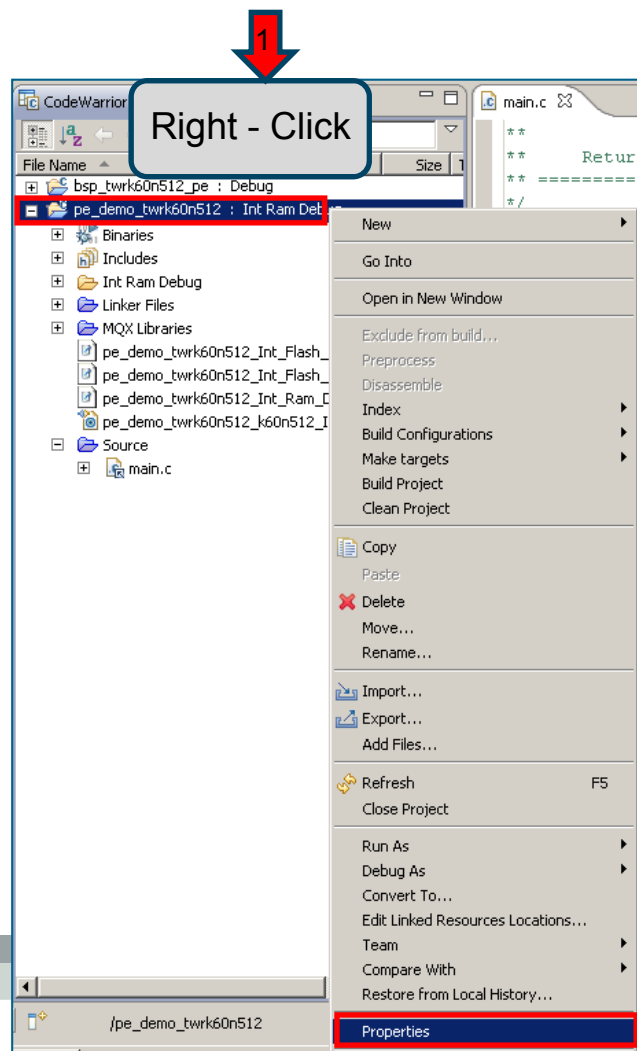 1
Right - Click
CodeWarrior
main.c
**
** Retur
** =========
*/
File Name Size
bsp_twrk60n512_pe : Debug
pe_demo_twrk60n512 : Int Ram Deb
Binaries
Includes
Int Ram Debug
Linker Files
MQX Libraries
pe_demo_twrk60n512_Int_Flash_
pe_demo_twrk60n512_Int_Flash_
pe_demo_twrk60n512_Int_Ram_D
pe_demo_twrk60n512_k60n512_I
Source
main.c
New
Go Into
Open in New Window
Exclude from build...
Preprocess
Disassemble
Index
Build Configurations
Make targets
Build Project
Clean Project
Copy
Paste
Delete
Move...
Rename...
Import...
Export...
Add Files...
Refresh F5
Close Project
Run As
Debug As
Convert To...
Edit Linked Resources Locations...
Team
Compare With
Restore from Local History...
Properties
/pe_demo_twrk60n512